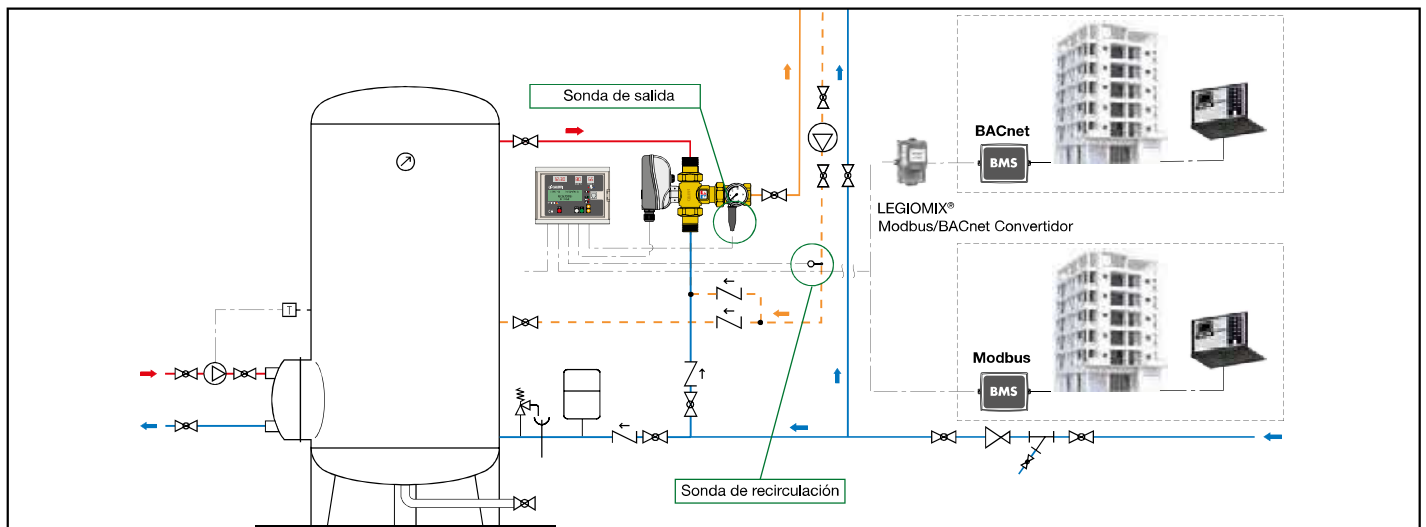 Sonda de salida
BACnet
BMS
LEGIOMIX®
Modbus/BACnet Convertidor
T
Modbus
BMS
Sonda de recirculación